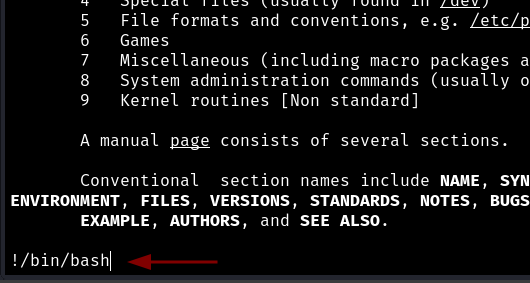 4 Special files (usually found in /dev)
5 File formats and conventions, e.g. /etc/p
6 Games
7 Miscellaneous (including macro packages a
8 System administration commands (usually o
9 Kernel routines [Non standard]
A manual page consists of several sections.
Conventional section names include NAME, SYN
ENVIRONMENT, FILES, VERSIONS, STANDARDS, NOTES, BUGS
EXAMPLE, AUTHORS, and SEE ALSO.
!/bin/bash